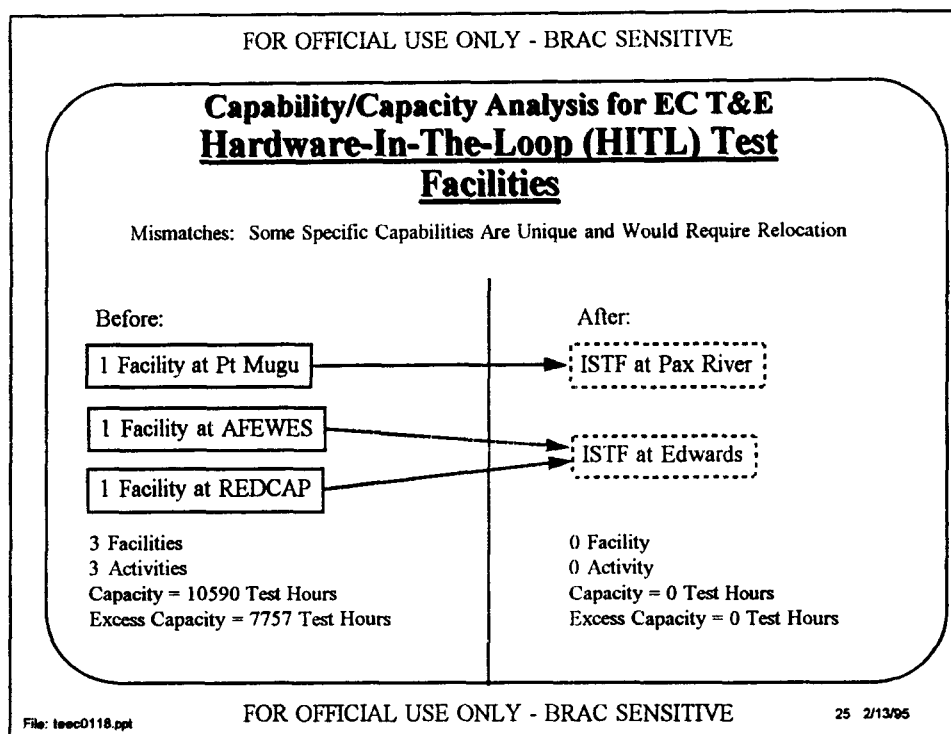 FOR OFFICIAL USE ONLY - BRAC SENSITIVE
Capability/Capacity Analysis for EC T&E
Hardware-In-The-Loop (HITL) Test
Facilities
Mismatches: Some Specific Capabilities Are Unique and Would Require Relocation
Before:
1 Facility at Pt Mugu
1 Facility at AFEWES
1 Facility at REDCAP
3 Facilities
3 Activities
Capacity = 10590 Test Hours
Excess Capacity = 7757 Test Hours
After:
ISTF at Pax River
ISTF at Edwards
0 Facility
0 Activity
Capacity = 0 Test Hours
Excess Capacity = 0 Test Hours
File: teec0118.ppt
FOR OFFICIAL USE ONLY - BRAC SENSITIVE
25 2/13/95